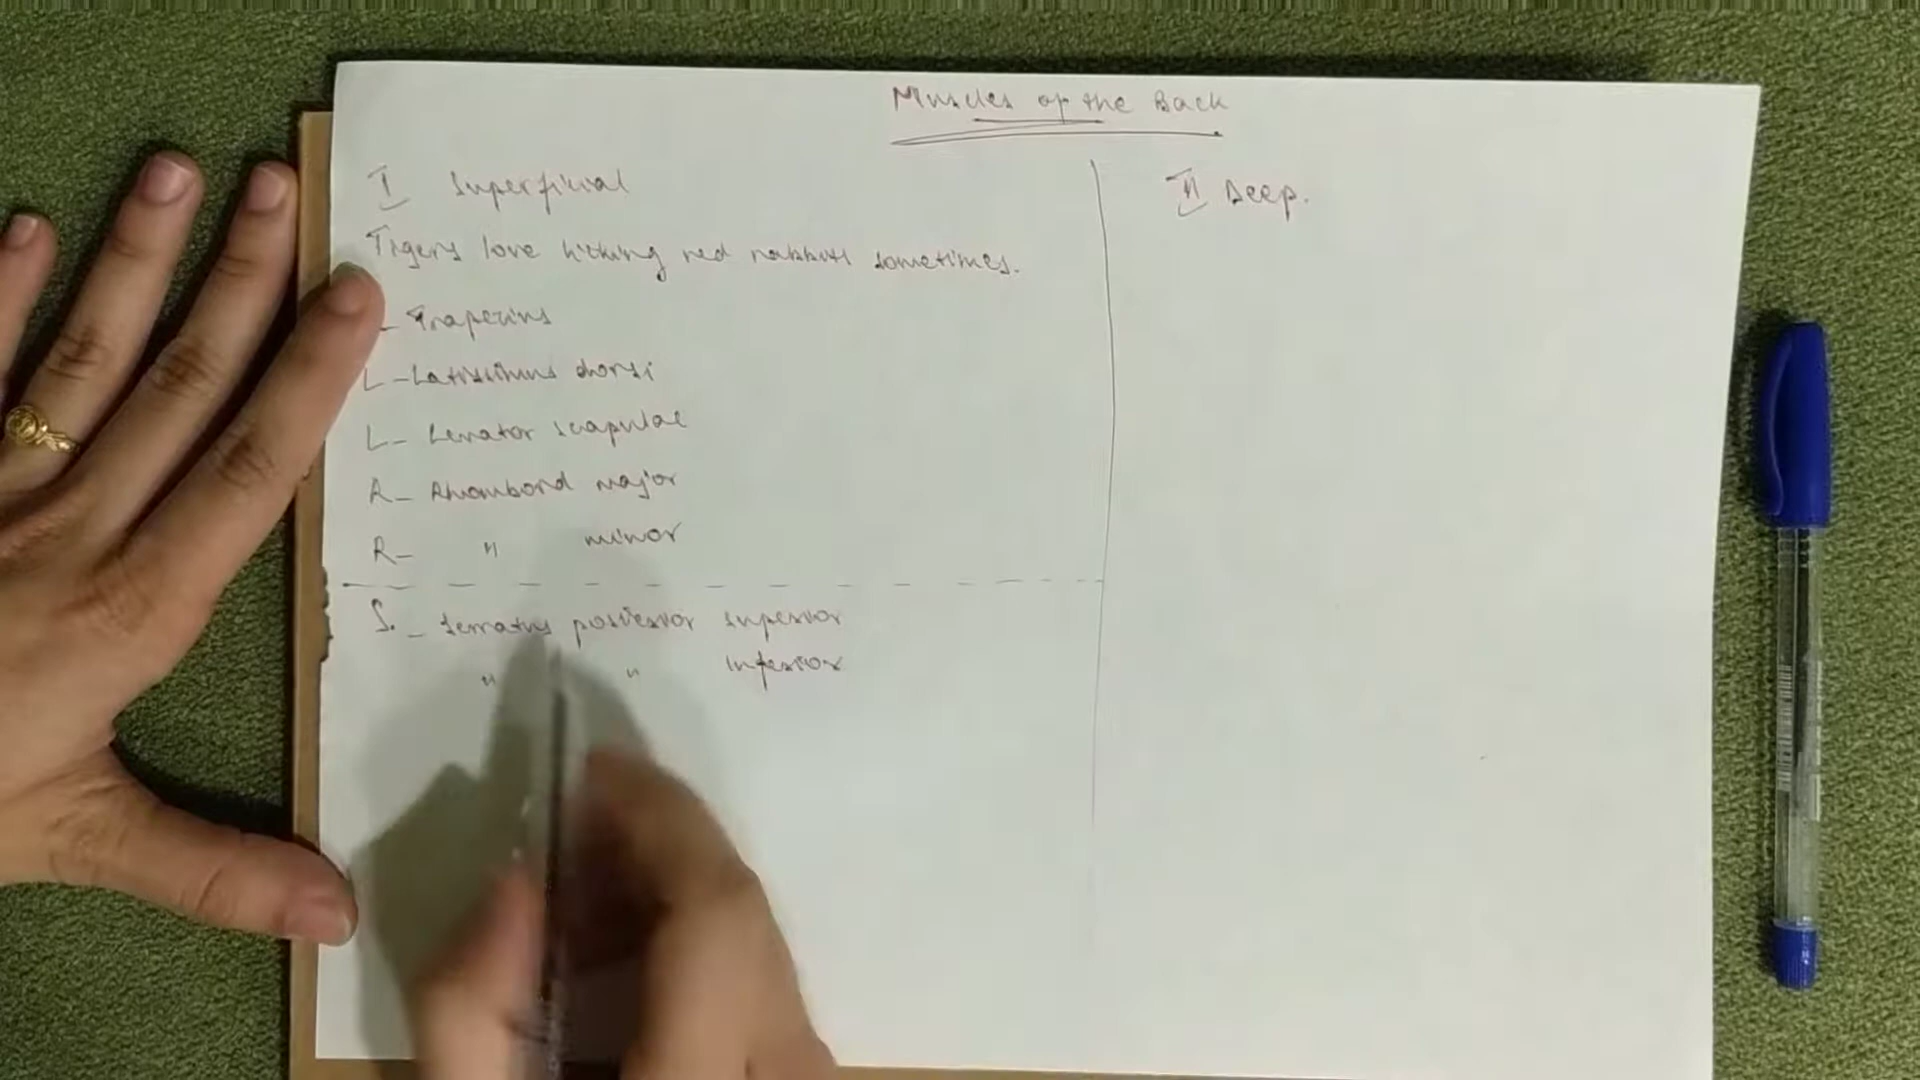 Muscles of the Back
I Superficial
Tigers love kicking red rabbits sometimes.
- Trapezius
L - Latissimus dorsi
L - Levator scapulae
R - Rhomboid major
R - " minor
S. - Serratus posterior superior
" " inferior
II Deep.